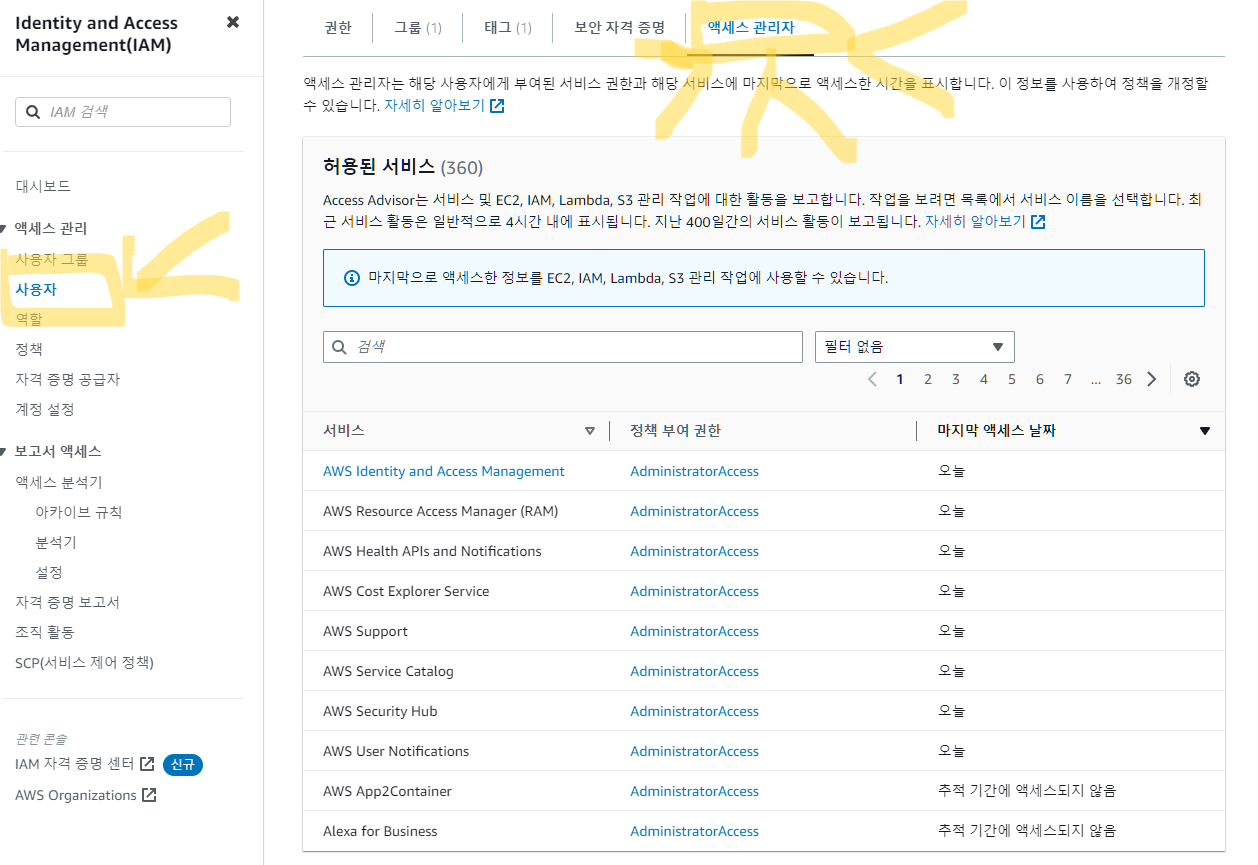 Identity and Access
Management(IAM)
IAM 검색
대시보드
액세스 관리
사용자 그룹
사용자
역할
정책
자격 증명 공급자
계정 설정
보고서 액세스
액세스 분석기
아카이브 규칙
분석기
설정
자격 증명 보고서
조직 활동
SCP(서비스 제어 정책)
관련 콘솔
IAM 자격 증명 센터 신규
AWS Organizations
권한 그룹 (1) 태그 (1) 보안 자격 증명 액세스 관리자
액세스 관리자는 해당 사용자에게 부여된 서비스 권한과 해당 서비스에 마지막으로 액세스한 시간을 표시합니다. 이 정보를 사용하여 정책을 개정할
수 있습니다. 자세히 알아보기
허용된 서비스 (360)
Access Advisor는 서비스 및 EC2, IAM, Lambda, S3 관리 작업에 대한 활동을 보고합니다. 작업을 보려면 목록에서 서비스 이름을 선택합니다. 최
근 서비스 활동은 일반적으로 4시간 내에 표시됩니다. 지난 400일간의 서비스 활동이 보고됩니다. 자세히 알아보기
마지막으로 액세스한 정보를 EC2, IAM, Lambda, S3 관리 작업에 사용할 수 있습니다.
검색 필터 없음
1 2 3 4 5 6 7 ... 36
서비스 정책 부여 권한 마지막 액세스 날짜
AWS Identity and Access Management AdministratorAccess 오늘
AWS Resource Access Manager (RAM) AdministratorAccess 오늘
AWS Health APIs and Notifications AdministratorAccess 오늘
AWS Cost Explorer Service AdministratorAccess 오늘
AWS Support AdministratorAccess 오늘
AWS Service Catalog AdministratorAccess 오늘
AWS Security Hub AdministratorAccess 오늘
AWS User Notifications AdministratorAccess 오늘
AWS App2Container AdministratorAccess 추적 기간에 액세스되지 않음
Alexa for Business AdministratorAccess 추적 기간에 액세스되지 않음